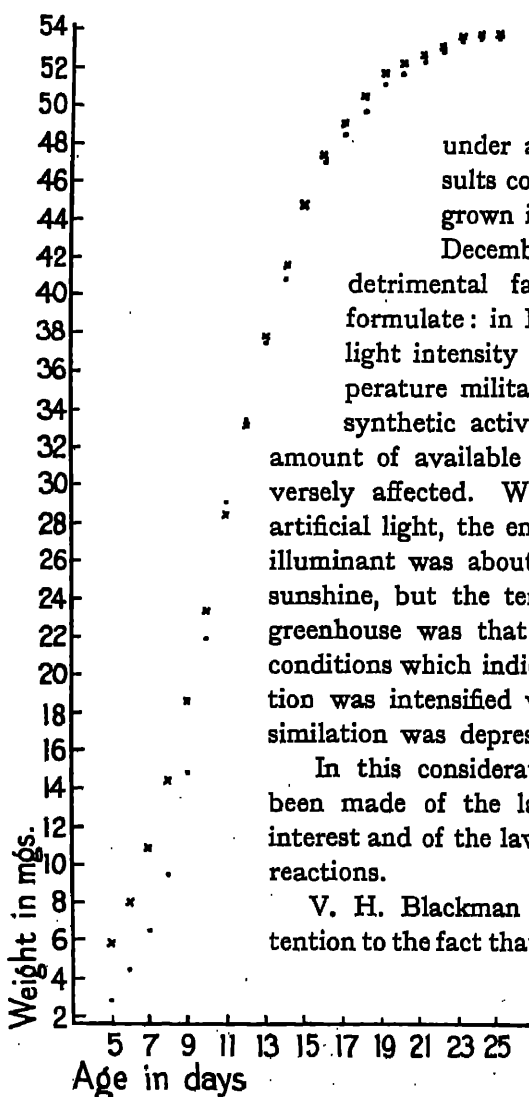 54
52
50
48
46
44
42
40
38
36
34
32
30
28
26
24
22
20
18
16
14
12
10
8
6
4
2
Weight in mgs.
5 7 9 11 13 15 17 19 21 23 25
Age in days
under a
sults co
grown i
Decemb
detrimental fa
formulate: in
light intensity
perature milita
synthetic activ
amount of available
versely affected. W
artificial light, the en
illuminant was about
sunshine, but the te
greenhouse was that
conditions which indi
tion was intensified
similation was depres
In this considerat
been made of the la
interest and of the la
reactions.
V. H. Blackman
tention to the fact tha